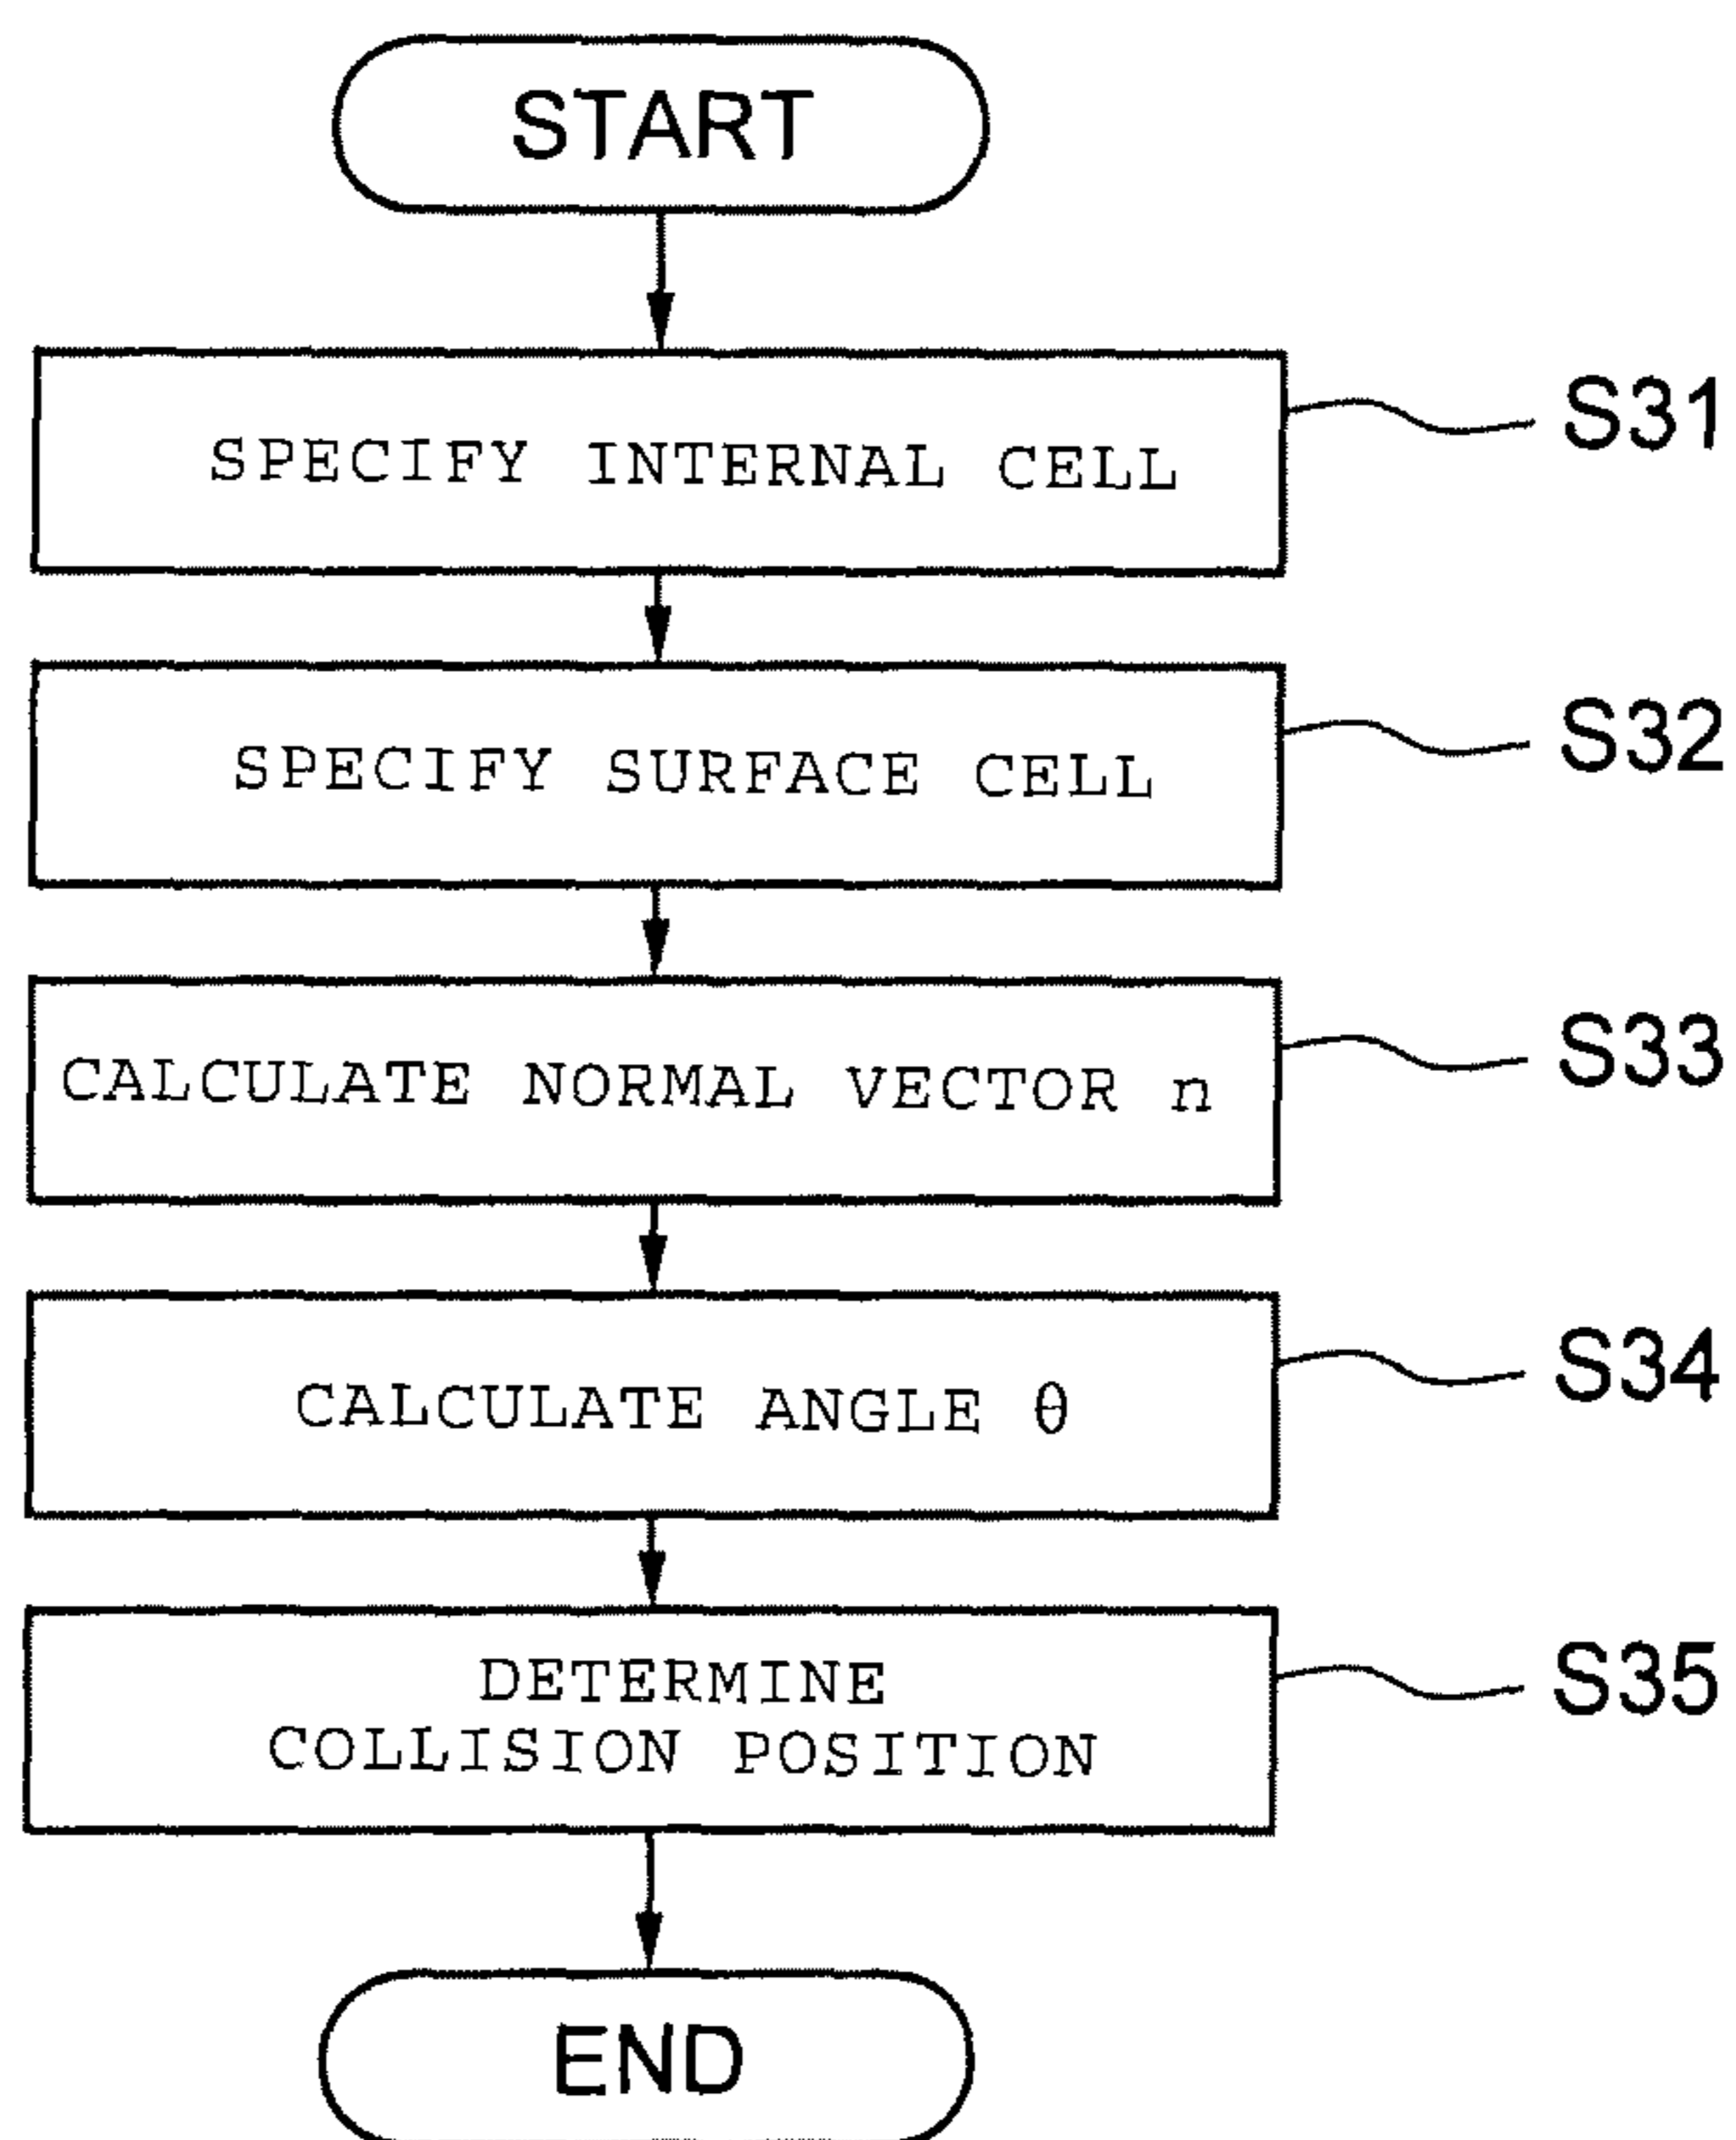 START
SPECIFY INTERNAL CELL
S31
SPECIFY SURFACE CELL
S32
CALCULATE NORMAL VECTOR n
S33
CALCULATE ANGLE θ
S34
DETERMINE
COLLISION POSITION
S35
END